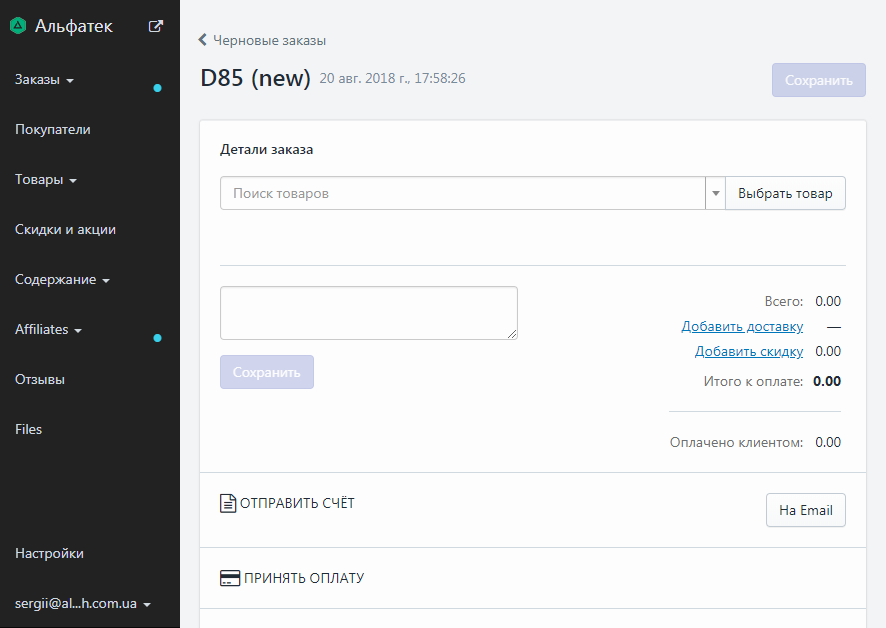 Альфатек
Заказы
Покупатели
Товары
Скидки и акции
Содержание
Affiliates
Отзывы
Files
Настройки
sergii@al...h.com.ua
Черновые заказы
D85 (new) 20 авг. 2018 г., 17:58:26
Сохранить
Детали заказа
Поиск товаров
Выбрать товар
Всего: 0.00
Добавить доставку —
Добавить скидку 0.00
Итого к оплате: 0.00
Оплачено клиентом: 0.00
Сохранить
ОТПРАВИТЬ СЧЁТ
На Email
ПРИНЯТЬ ОПЛАТУ